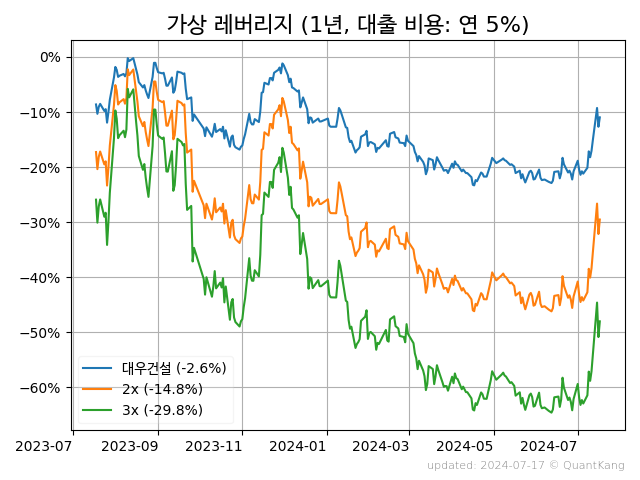 가상 레버리지 (1년, 대출 비용: 연 5%)
0%
−10%
−20%
−30%
−40%
−50%
−60%
대우건설 (-2.6%)
2x (-14.8%)
3x (-29.8%)
2023-07 2023-09 2023-11 2024-01 2024-03 2024-05 2024-07
updated: 2024-07-17 © QuantKang